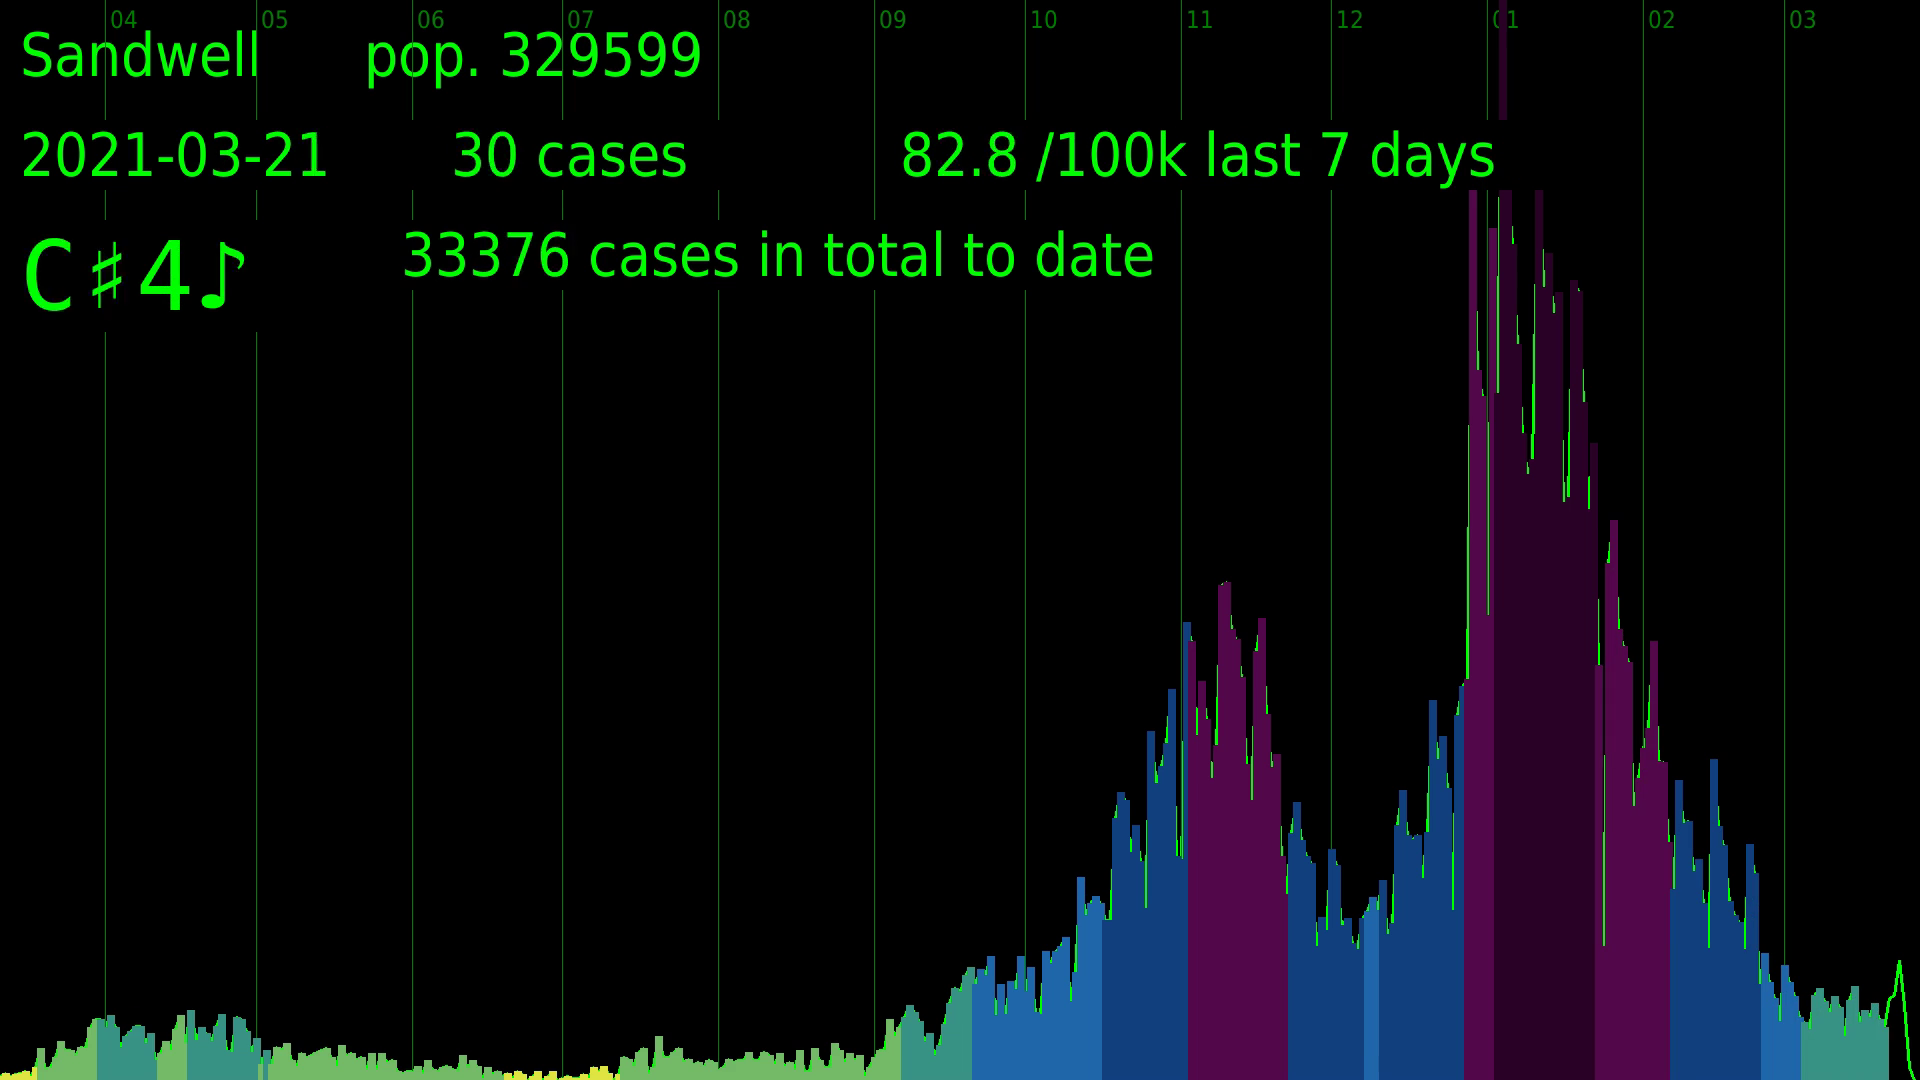 04 05 06 07 08 09 10 11 12 01 02 03
Sandwell pop. 329599
2021-03-21 30 cases 82.8 /100k last 7 days
C♯4♪ 33376 cases in total to date